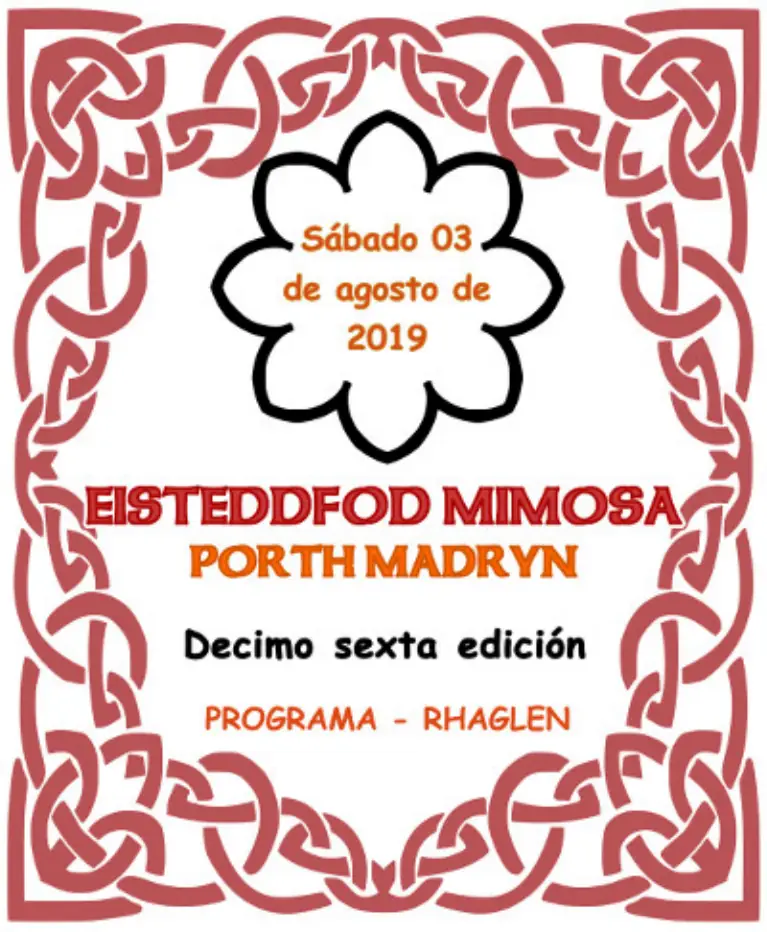 Sábado 03
de agosto de
2019
EISTEDDFOD MIMOSA
PORTH MADRYN
Decimo sexta edición
PROGRAMA - RHAGLEN